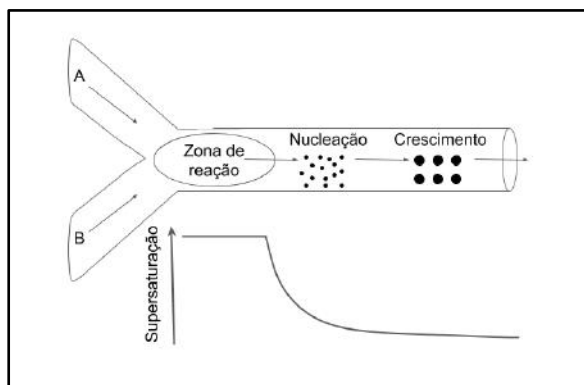 A
Zona de
reação
Nucleação
Crescimento
B
Supersaturação